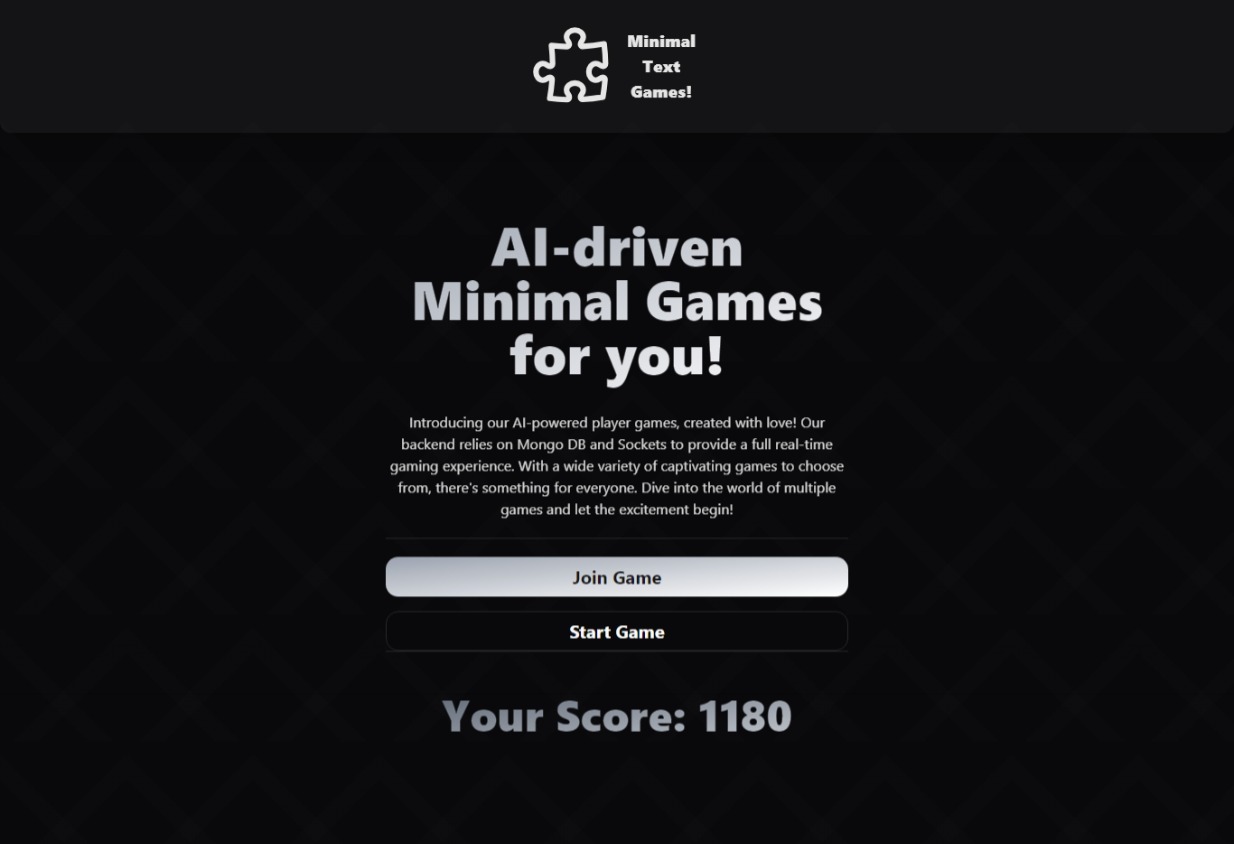 Minimal
Text
Games!
AI-driven
Minimal Games
for you!
Introducing our AI-powered player games, created with love! Our
backend relies on Mongo DB and Sockets to provide a full real-time
gaming experience. With a wide variety of captivating games to choose
from, there's something for everyone. Dive into the world of multiple
games and let the excitement begin!
Join Game
Start Game
Your Score: 1180